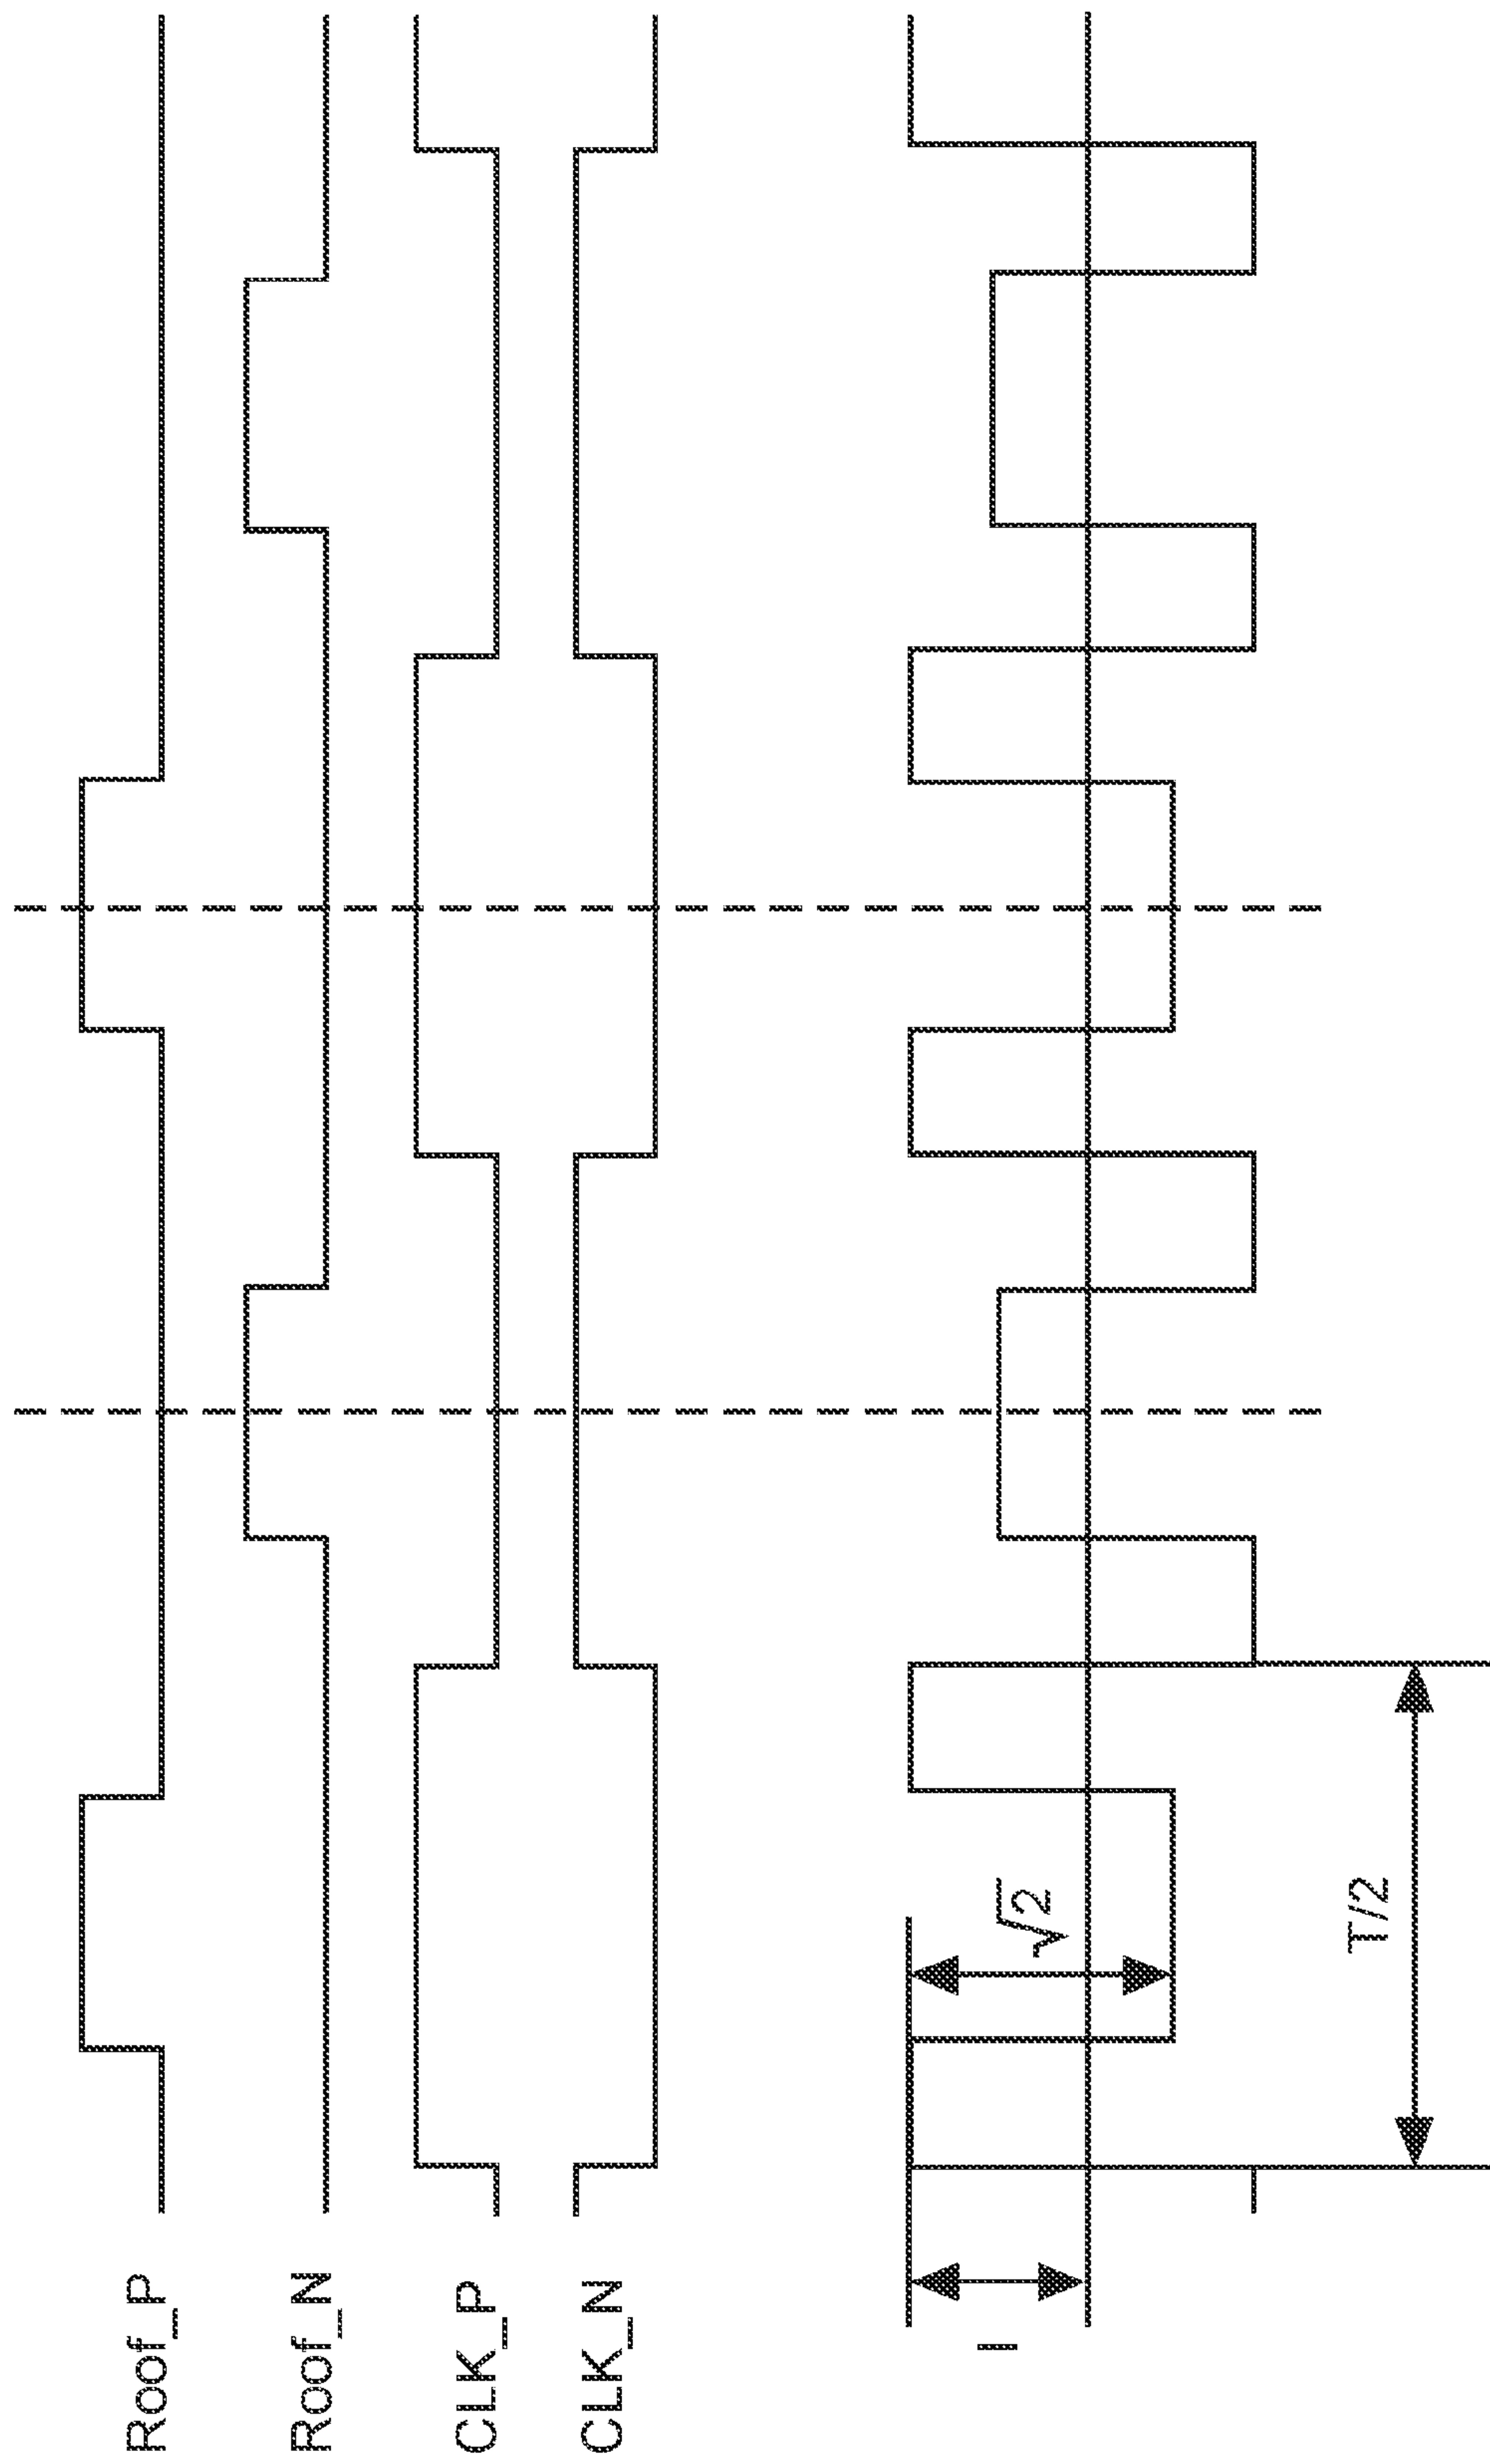 Roof_P
Roof_N
CLK_P
CLK_N
I
√2
T/2